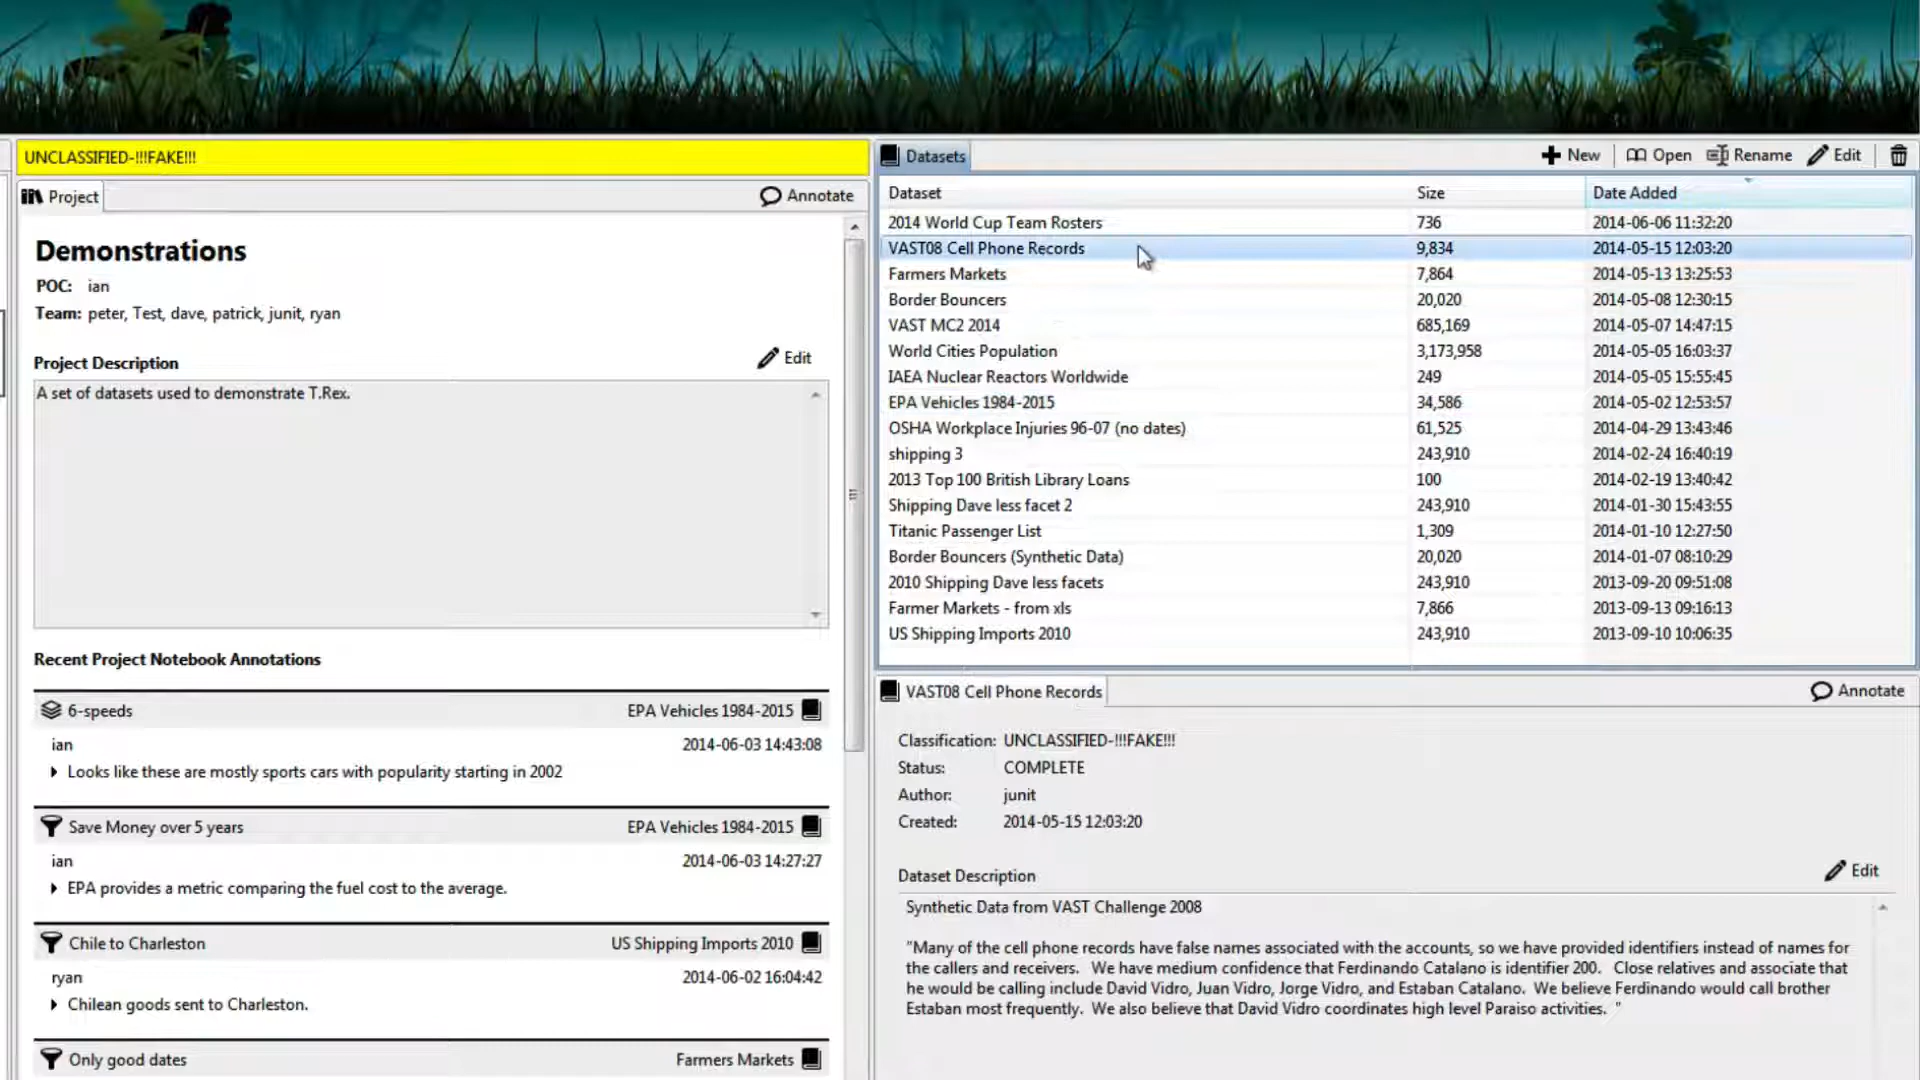 UNCLASSIFIED-!!!FAKE!!!
Project
Annotate
Demonstrations
POC: ian
Team: peter, Test, dave, patrick, junit, ryan
Project Description
Edit
A set of datasets used to demonstrate T.Rex.
Recent Project Notebook Annotations
6-speeds EPA Vehicles 1984-2015
ian 2014-06-03 14:43:08
Looks like these are mostly sports cars with popularity starting in 2002
Save Money over 5 years EPA Vehicles 1984-2015
ian 2014-06-03 14:27:27
EPA provides a metric comparing the fuel cost to the average.
Chile to Charleston US Shipping Imports 2010
ryan 2014-06-02 16:04:42
Chilean goods sent to Charleston.
Only good dates Farmers Markets
Datasets
New Open Rename Edit
Dataset Size Date Added
2014 World Cup Team Rosters 736 2014-06-06 11:32:20
VAST08 Cell Phone Records 9,834 2014-05-15 12:03:20
Farmers Markets 7,864 2014-05-13 13:25:53
Border Bouncers 20,020 2014-05-08 12:30:15
VAST MC2 2014 685,169 2014-05-07 14:47:15
World Cities Population 3,173,958 2014-05-05 16:03:37
IAEA Nuclear Reactors Worldwide 249 2014-05-05 15:55:45
EPA Vehicles 1984-2015 34,586 2014-05-02 12:53:57
OSHA Workplace Injuries 96-07 (no dates) 61,525 2014-04-29 13:43:46
shipping 3 243,910 2014-02-24 16:40:19
2013 Top 100 British Library Loans 100 2014-02-19 13:40:42
Shipping Dave less facet 2 243,910 2014-01-30 15:43:55
Titanic Passenger List 1,309 2014-01-10 12:27:50
Border Bouncers (Synthetic Data) 20,020 2014-01-07 08:10:29
2010 Shipping Dave less facets 243,910 2013-09-20 09:51:08
Farmer Markets - from xls 7,866 2013-09-13 09:16:13
US Shipping Imports 2010 243,910 2013-09-10 10:06:35
VAST08 Cell Phone Records
Annotate
Classification: UNCLASSIFIED-!!!FAKE!!!
Status: COMPLETE
Author: junit
Created: 2014-05-15 12:03:20
Dataset Description
Edit
Synthetic Data from VAST Challenge 2008
"Many of the cell phone records have false names associated with the accounts, so we have provided identifiers instead of names for
the callers and receivers. We have medium confidence that Ferdinando Catalano is identifier 200. Close relatives and associate that
he would be calling include David Vidro, Juan Vidro, Jorge Vidro, and Estaban Catalano. We believe Ferdinando would call brother
Estaban most frequently. We also believe that David Vidro coordinates high level Paraiso activities. "